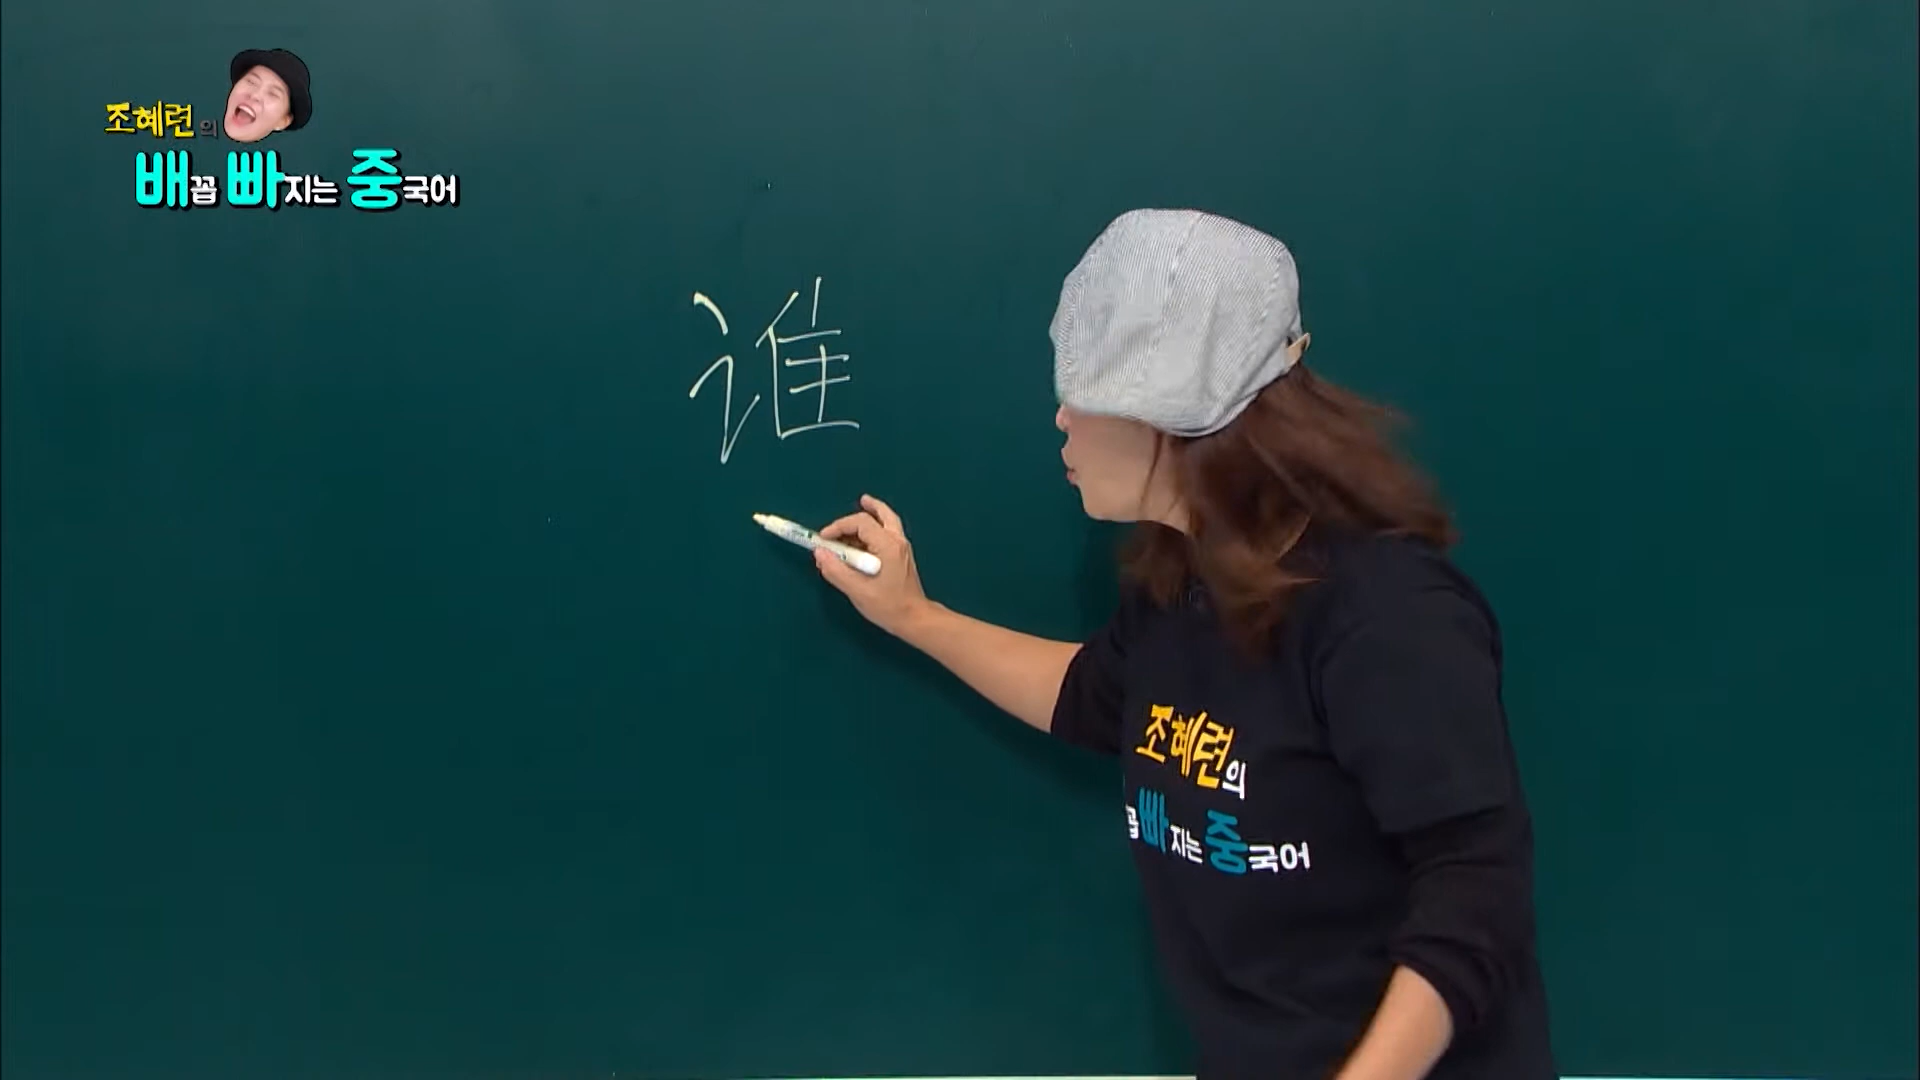 조혜련의
배꼽 빠지는 중국어
谁
조혜련의
꼽빠지는 중국어